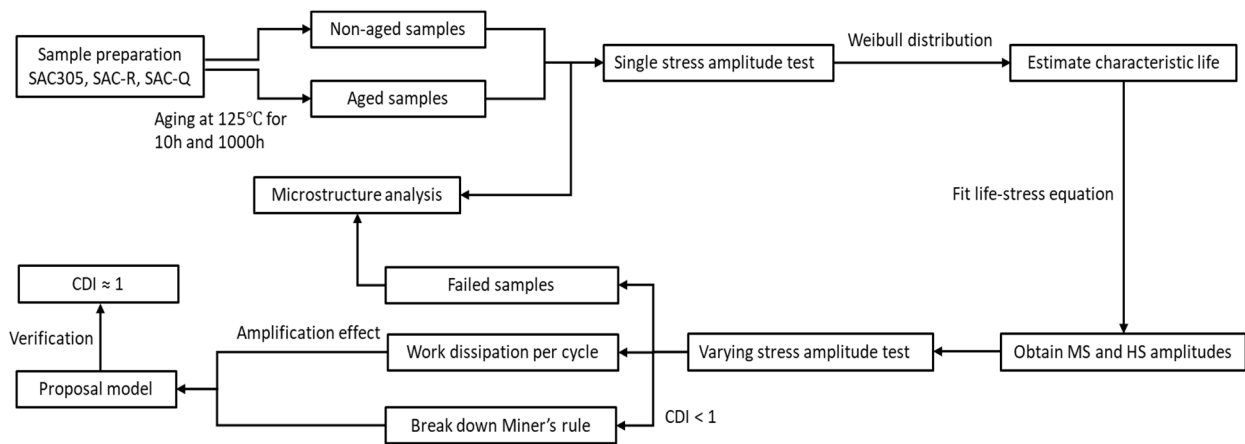 Sample preparation
SAC305, SAC-R, SAC-Q
Non-aged samples
Aged samples
Aging at 125℃ for
10h and 1000h
Single stress amplitude test
Weibull distribution
Estimate characteristic life
Microstructure analysis
Fit life-stress equation
CDI ≈ 1
Failed samples
Verification
Amplification effect
Work dissipation per cycle
Varying stress amplitude test
Obtain MS and HS amplitudes
Proposal model
Break down Miner’s rule
CDI < 1